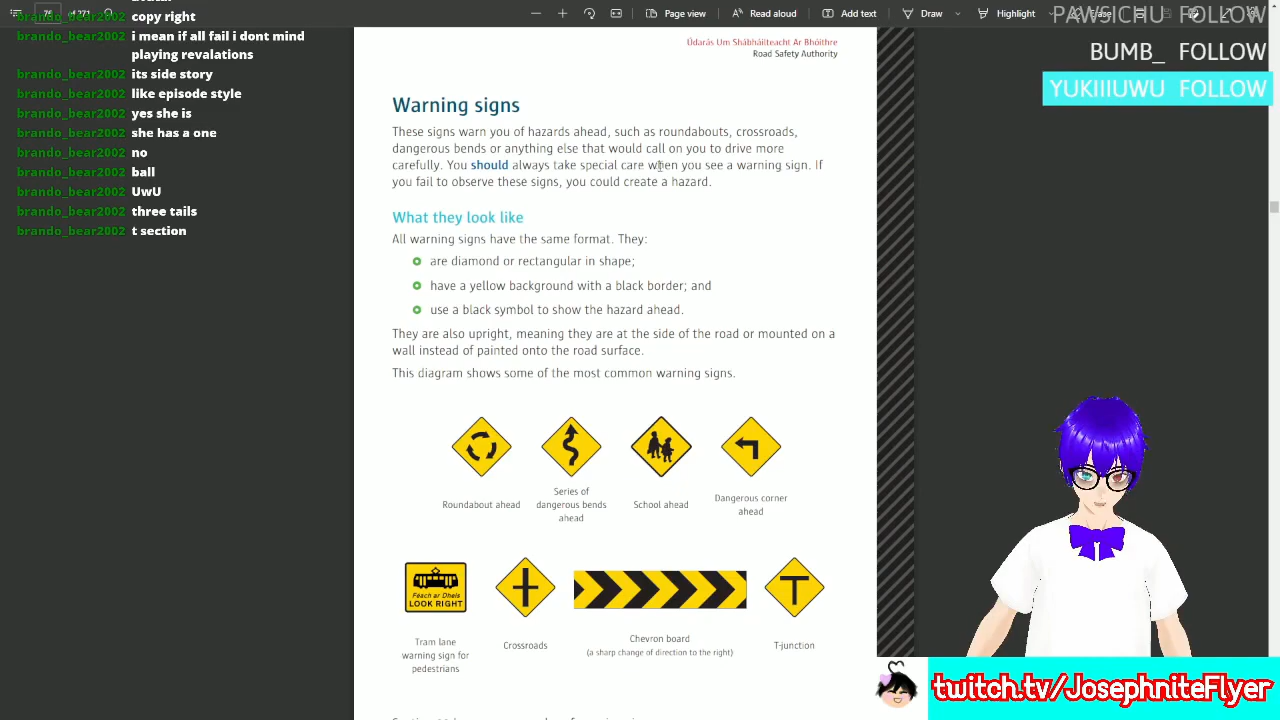 brando_bear2002 copy right
brando_bear2002 i mean if all fail i dont mind
playing revalations
brando_bear2002 its side story
brando_bear2002 like episode style
brando_bear2002 yes she is
brando_bear2002 she has a one
brando_bear2002 no
brando_bear2002 ball
brando_bear2002 UwU
brando_bear2002 three tails
brando_bear2002 t section
Page view
Read aloud
Add text
Draw
Highlight
FOLLOW
BUMB_ FOLLOW
YUKIIIUWU FOLLOW
Údarás Um Shábháilteacht Ar Bhóithre
Road Safety Authority
Warning signs
These signs warn you of hazards ahead, such as roundabouts, crossroads,
dangerous bends or anything else that would call on you to drive more
carefully. You should always take special care when you see a warning sign. If
you fail to observe these signs, you could create a hazard.
What they look like
All warning signs have the same format. They:
are diamond or rectangular in shape;
have a yellow background with a black border; and
use a black symbol to show the hazard ahead.
They are also upright, meaning they are at the side of the road or mounted on a
wall instead of painted onto the road surface.
This diagram shows some of the most common warning signs.
Roundabout ahead
Series of
dangerous bends
ahead
School ahead
Dangerous corner
ahead
Féach ar Dheis
LOOK RIGHT
Tram lane
warning sign for
pedestrians
Crossroads
Chevron board
(a sharp change of direction to the right)
T-junction
twitch.tv/JosephniteFlyer